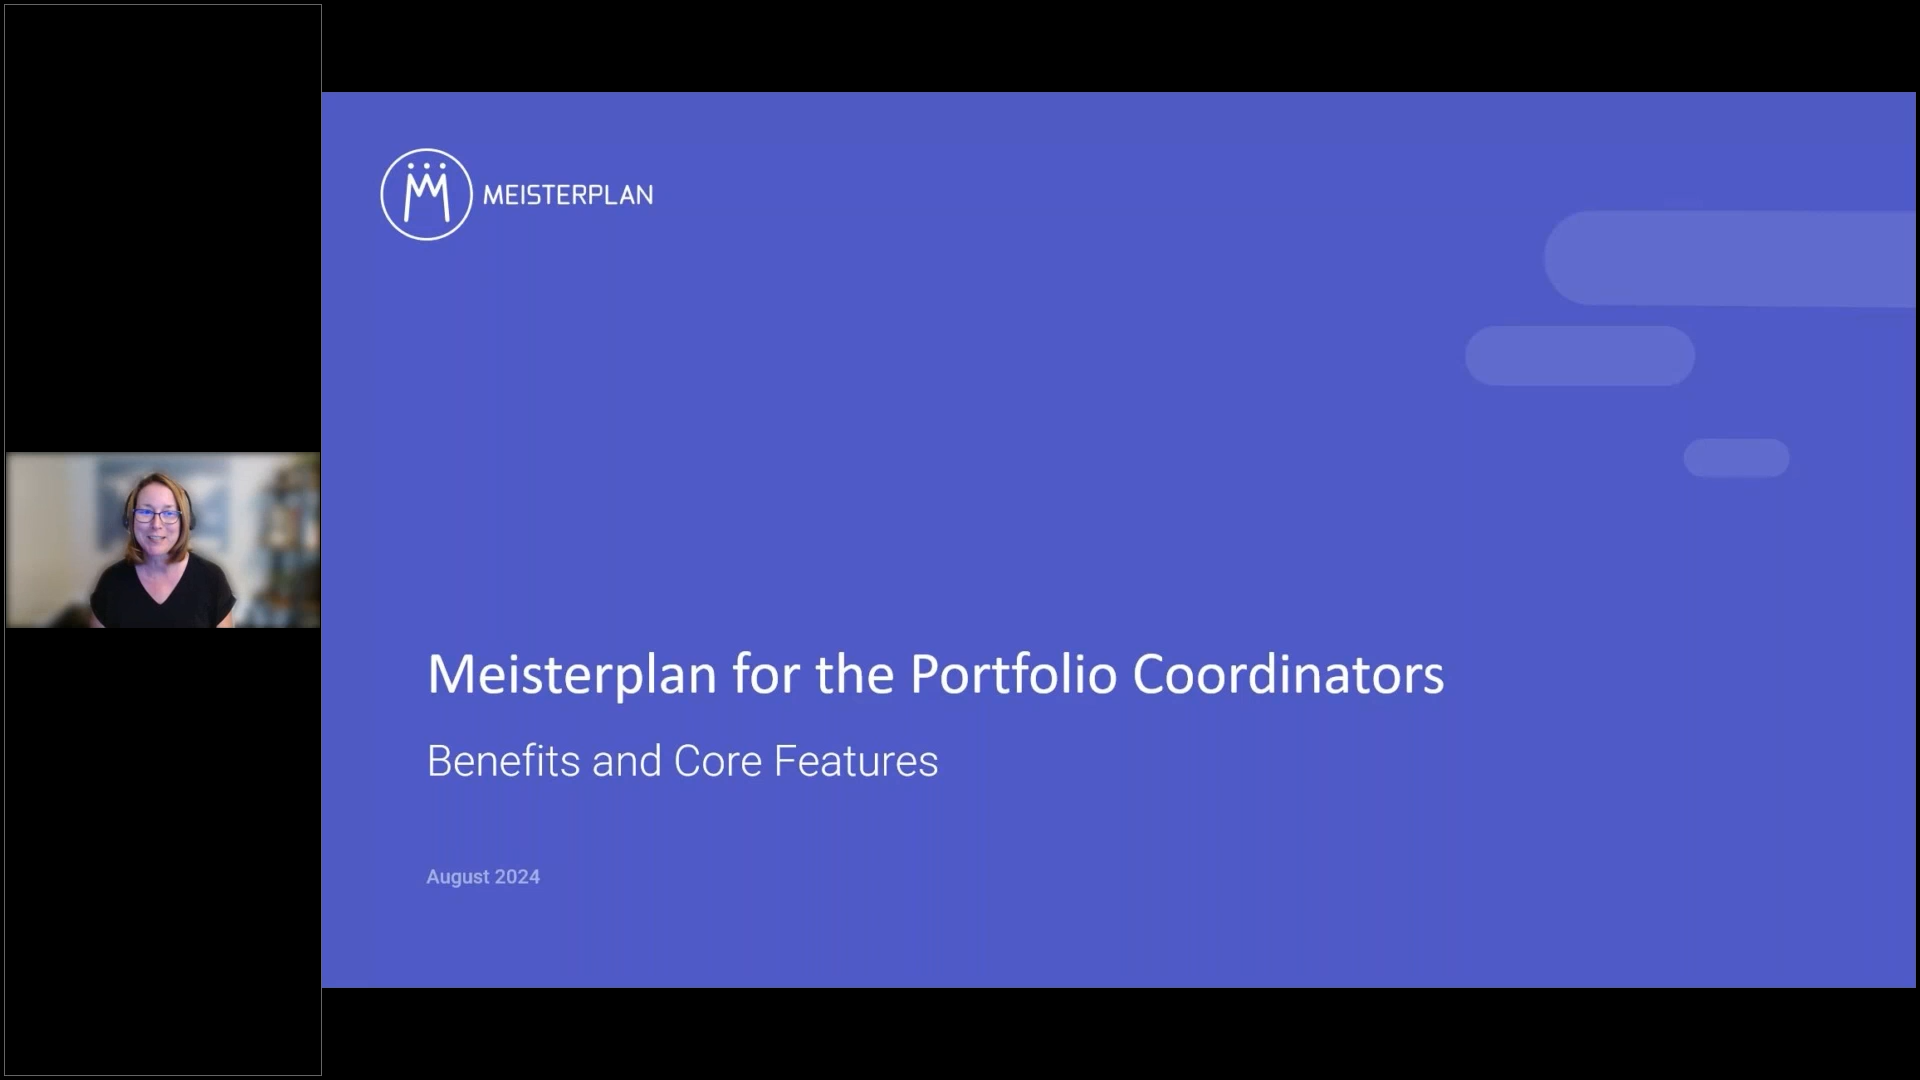 MEISTERPLAN
Meisterplan for the Portfolio Coordinators
Benefits and Core Features
August 2024